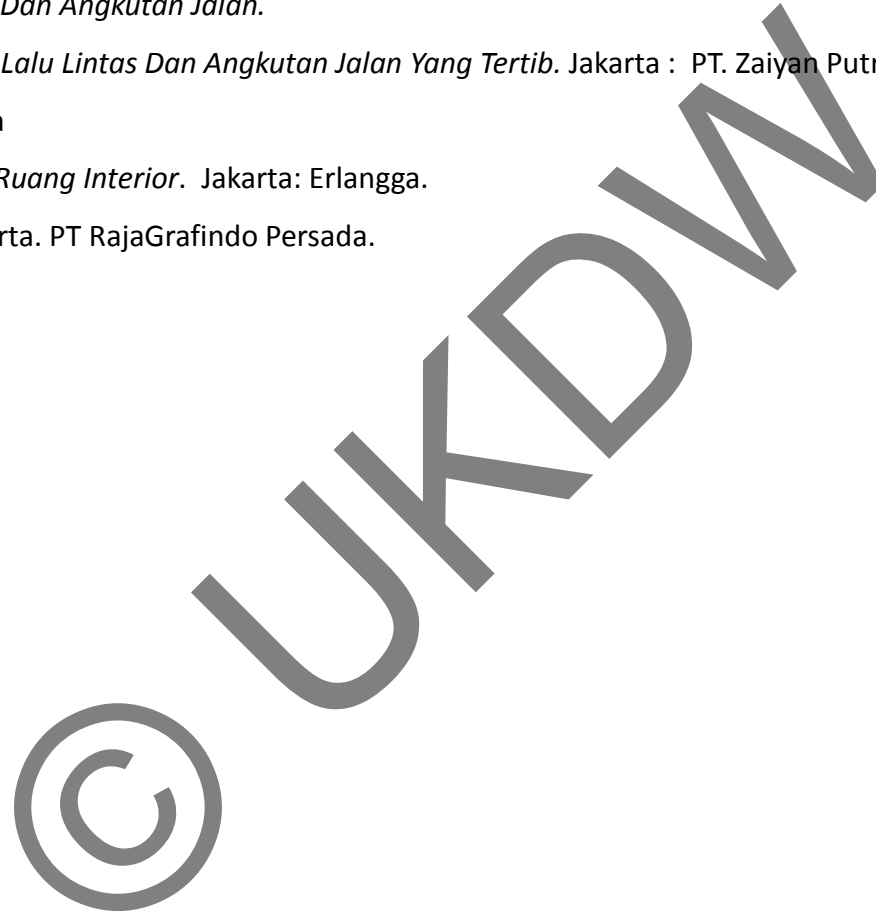 Dan Angkutan Jalan.
Lalu Lintas Dan Angkutan Jalan Yang Tertib. Jakarta : PT. Zaiyan Putr
Ruang Interior. Jakarta: Erlangga.
rta. PT RajaGrafindo Persada.
© UKDW